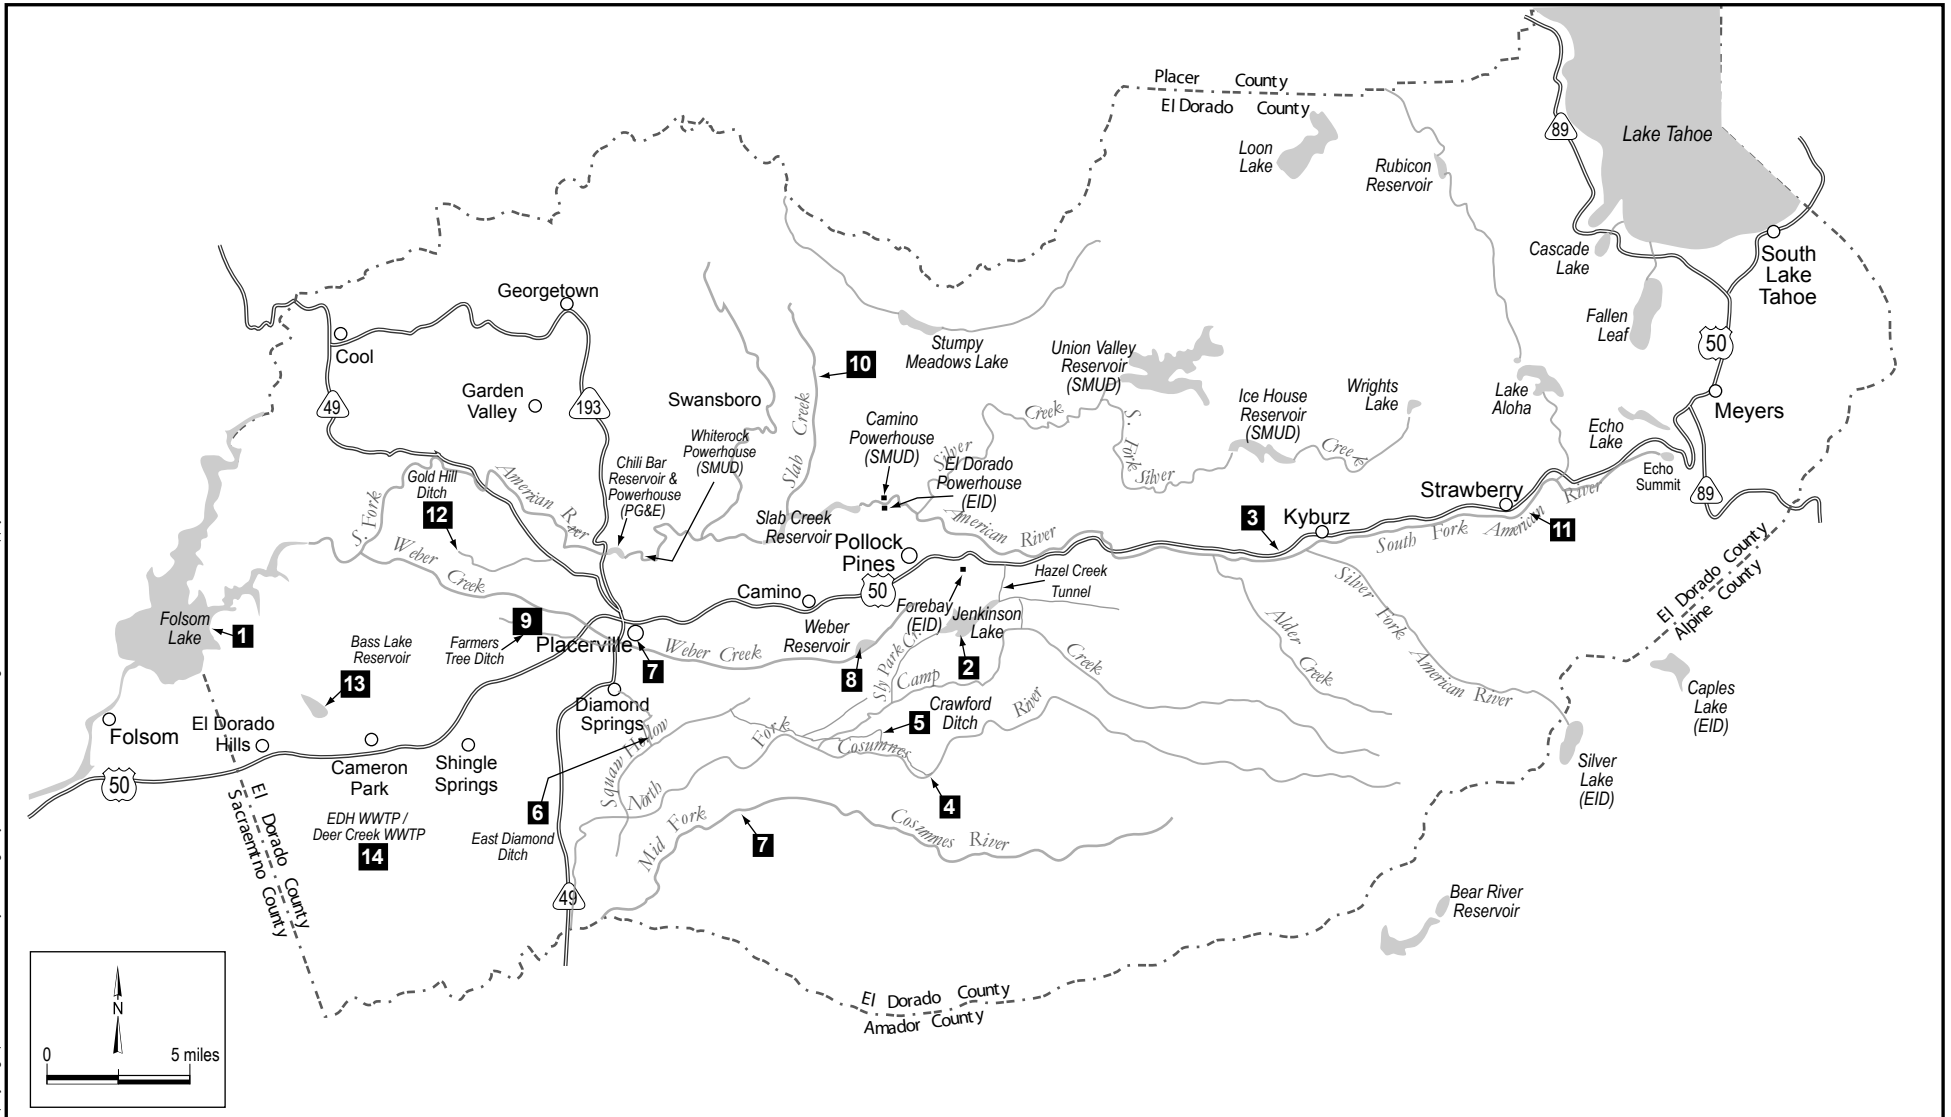 Placer County
El Dorado County
Loon
Lake
Rubicon
Reservoir
89
Lake Tahoe
Cascade
Lake
South
Lake
Tahoe
Fallen
Leaf
50
Meyers
Georgetown
Cool
49
Garden
Valley
193
Swansboro
10
Slab Creek
Stumpy
Meadows Lake
Union Valley
Reservoir
(SMUD)
Ice House
Reservoir
(SMUD)
Wrights
Lake
Lake
Aloha
Echo
Lake
Echo
Summit
89
Whiterock
Powerhouse
(SMUD)
Chili Bar
Reservoir &
Powerhouse
(PG&E)
Camino
Powerhouse
(SMUD)
El Dorado
Powerhouse
(EID)
Silver Creek
S. Fork Silver Creek
Gold Hill
Ditch
12
S. Fork American River
Slab Creek
Reservoir
American River
Pollock
Pines
50
3
Kyburz
Strawberry
South Fork American River
11
Weber Creek
Camino
Hazel Creek
Tunnel
Forebay
(EID)
Jenkinson
Lake
2
Weber
Reservoir
8
Folsom
Lake
1
9
Farmers
Tree Ditch
Placerville
7
Weber Creek
Bass Lake
Reservoir
13
Sly Park Cr.
Camp Creek
Alder Creek
Silver Fork American River
El Dorado County
Alpine County
Caples
Lake
(EID)
Silver
Lake
(EID)
Diamond
Springs
Crawford
Ditch
5
Folsom
El Dorado
Hills
50
Cameron
Park
Shingle
Springs
Squaw Hollow
North Fork Cosumnes River
4
6
East Diamond
Ditch
EDH WWTP /
Deer Creek WWTP
14
El Dorado County
Sacraemtno County
Mid Fork Cosumnes River
7
49
Bear River
Reservoir
El Dorado County
Amador County
N
0 5 miles